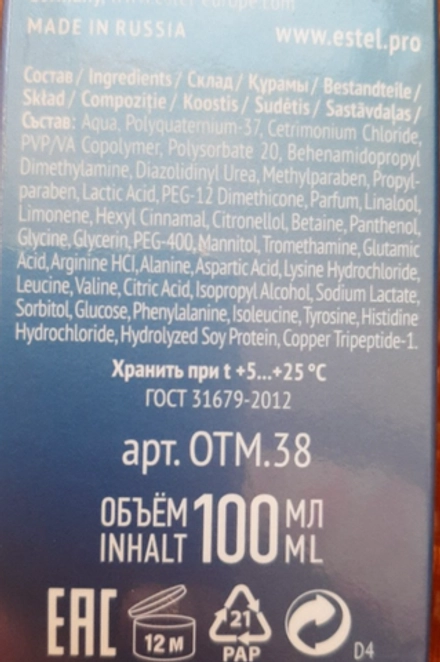 MADE IN RUSSIA www.estel.pro
Состав / Ingredients / Склад / Құрамы / Bestandteile /
Skład / Compoziție / Koostis / Sudėtis / Sastāvdaļas /
Състав: Aqua, Polyquaternium-37, Cetrimonium Chloride,
PVP/VA Copolymer, Polysorbate 20, Behenamidopropyl
Dimethylamine, Diazolidinyl Urea, Methylparaben, Propyl-
paraben, Lactic Acid, PEG-12 Dimethicone, Parfum, Linalool,
Limonene, Hexyl Cinnamal, Citronellol, Betaine, Panthenol,
Glycine, Glycerin, PEG-400, Mannitol, Tromethamine, Glutamic
Acid, Arginine HCl, Alanine, Aspartic Acid, Lysine Hydrochloride,
Leucine, Valine, Citric Acid, Isopropyl Alcohol, Sodium Lactate,
Sorbitol, Glucose, Phenylalanine, Isoleucine, Tyrosine, Histidine
Hydrochloride, Hydrolyzed Soy Protein, Copper Tripeptide-1.
Хранить при t +5...+25 °C
ГОСТ 31679-2012
арт. OTM.38
ОБЪЁМ 100 МЛ
INHALT ML
EAC 12 M 21 PAP D4